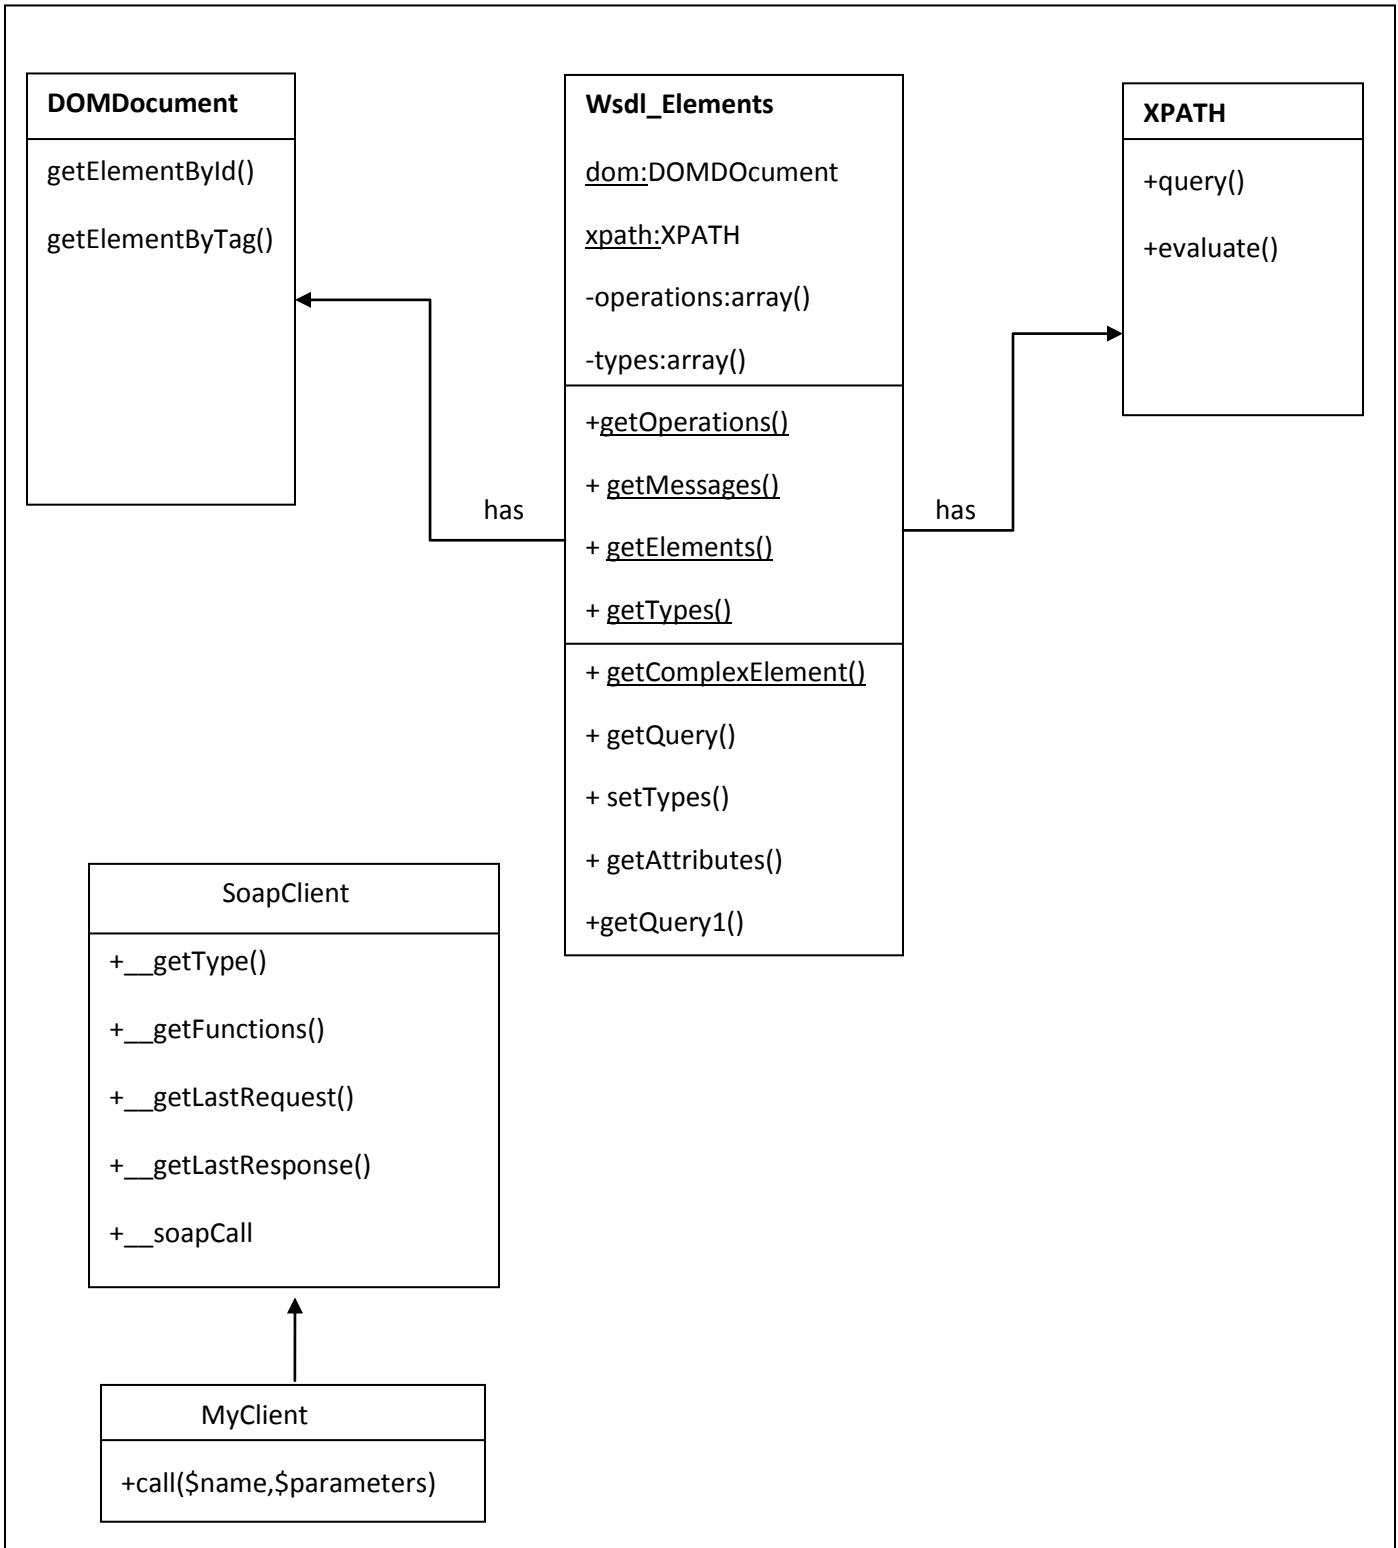 DOMDocument
getElementById()
getElementByTag()
has
Wsdl_Elements
dom:DOMDOcument
xpath:XPATH
-operations:array()
-types:array()
+getOperations()
+ getMessages()
+ getElements()
+ getTypes()
+ getComplexElement()
+ getQuery()
+ setTypes()
+ getAttributes()
+getQuery1()
has
XPATH
+query()
+evaluate()
SoapClient
+__getType()
+__getFunctions()
+__getLastRequest()
+__getLastResponse()
+__soapCall
MyClient
+call($name,$parameters)